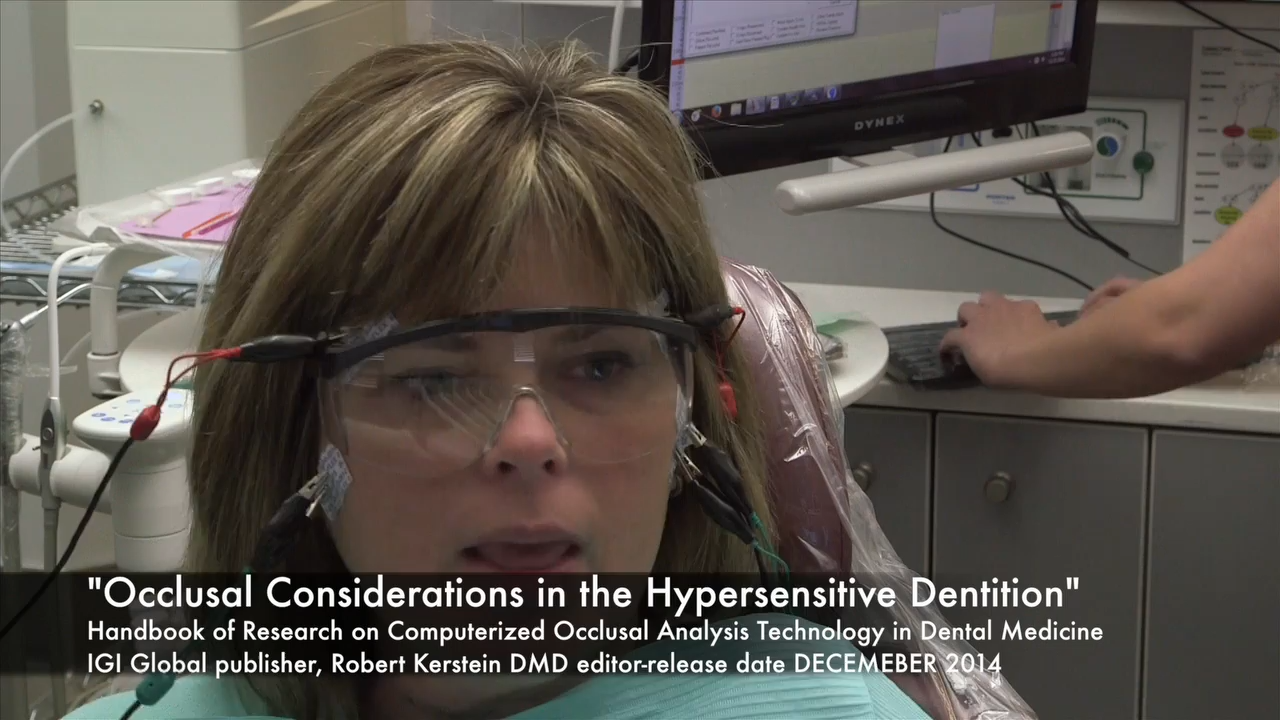 DYNEX
"Occlusal Considerations in the Hypersensitive Dentition"
Handbook of Research on Computerized Occlusal Analysis Technology in Dental Medicine
IGI Global publisher, Robert Kerstein DMD editor-release date DECEMEBER 2014